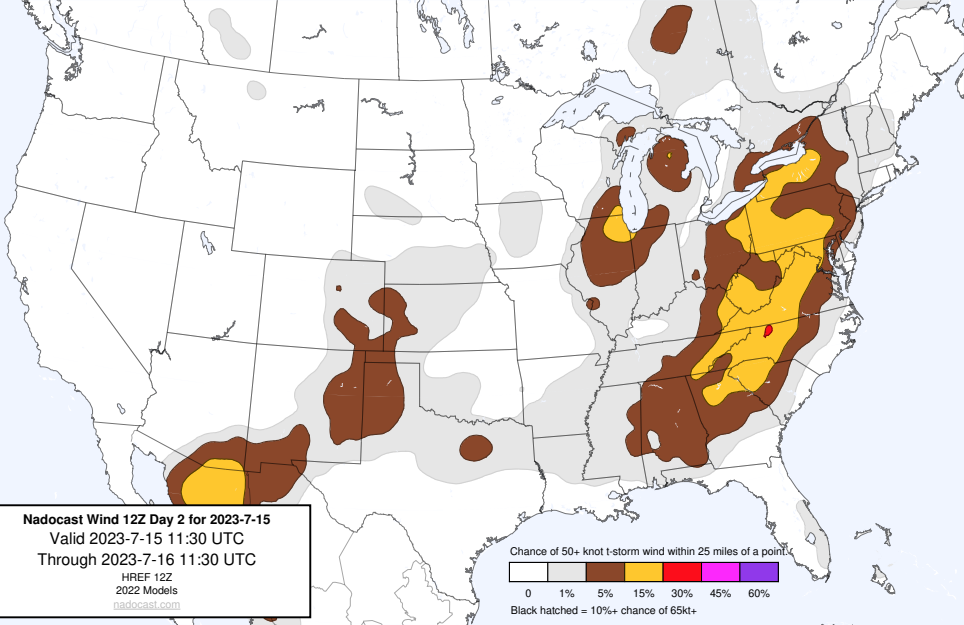 Nadocast Wind 12Z Day 2 for 2023-7-15
Valid 2023-7-15 11:30 UTC
Through 2023-7-16 11:30 UTC
HREF 12Z
2022 Models
nadocast.com
Chance of 50+ knot t-storm wind within 25 miles of a point.
0 1% 5% 15% 30% 45% 60%
Black hatched = 10%+ chance of 65kt+